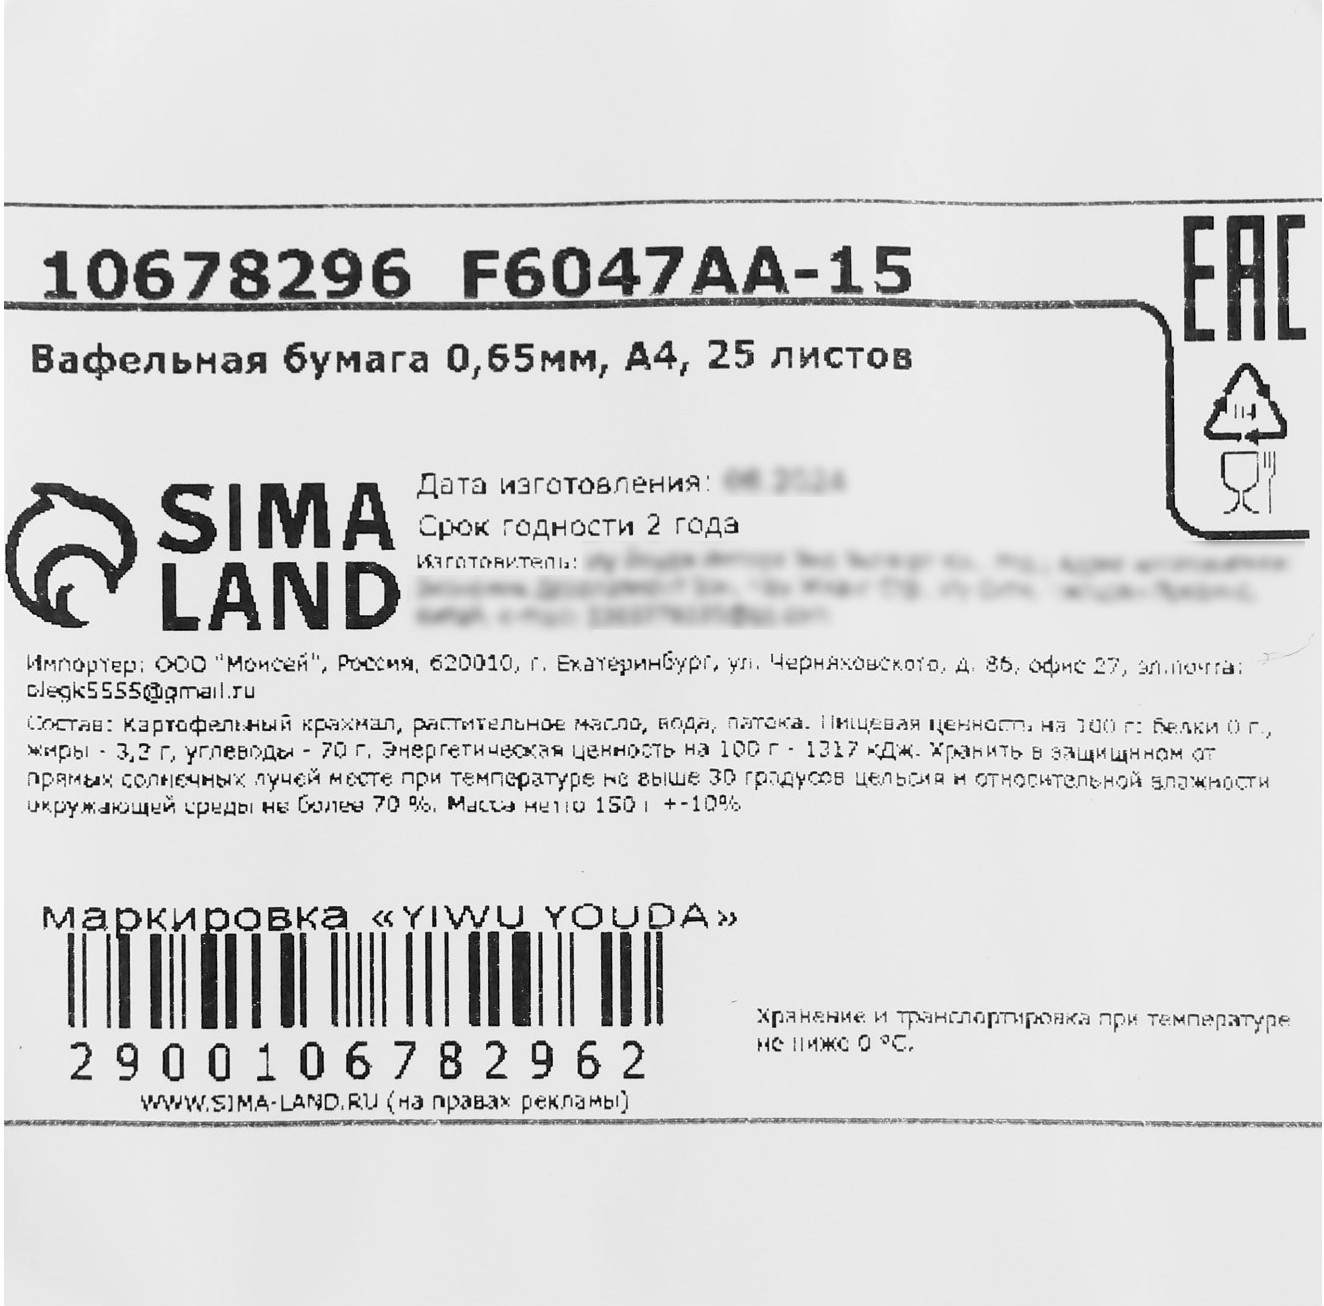 EAC
10678296 F6047AA-15
Вафельная бумага 0,65мм, А4, 25 листов
SIMA
LAND
Дата изготовления:
Срок годности 2 года
Изготовитель:
Импортер: ООО "Моисей", Россия, 620010, г. Екатеринбург, ул. Черняховского, д. 86, офис 27, эл.почта:
olegk5555@gmail.ru
Состав: Картофельный крахмал, растительное масло, вода, патока. Пищевая ценность на 100 г: белки 0 г.,
жиры - 3,2 г, углеводы - 70 г. Энергетическая ценность на 100 г - 1317 кДж. Хранить в защищнном от
прямых солнечных лучей месте при температуре не выше 30 градусов цельсия и относительной влажности
окружающей среды не более 70 %. Масса нетто 150 г +-10%
маркировка «YIWU YOUDA»
2900106782962
WWW.SIMA-LAND.RU (на правах рекламы)
Хранение и транспортировка при температуре
не ниже 0 °С.